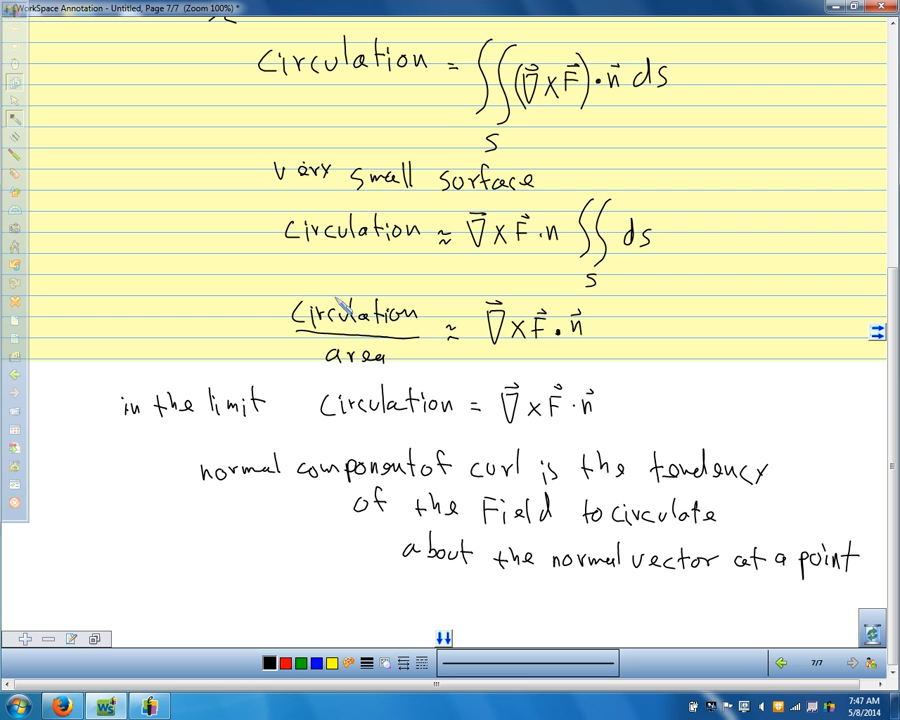 WorkSpace Annotation - Untitled, Page 7/7 (Zoom 100%) *
Circulation = ∬ (∇⃗ x F⃗) • n⃗ ds
S
very small surface
Circulation ≈ ∇⃗ x F⃗ · n ∬ ds
S
Circulation
area
≈ ∇⃗ x F⃗ • n⃗
in the limit Circulation = ∇⃗ x F⃗ · n⃗
normal component of curl is the tendency
of the Field to circulate
about the normal vector at a point
7/7
7:47 AM
5/8/2014